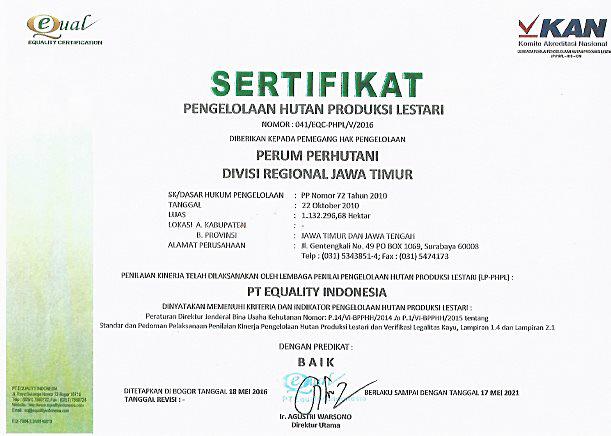 equal
EQUALITY CERTIFICATION
KAN
Komite Akreditasi Nasional
SERTIFIKAT
PENGELOLAAN HUTAN PRODUKSI LESTARI
NOMOR : 041/EQC-PHPL/V/2016
DIBERIKAN KEPADA PEMEGANG HAK PENGELOLAAN
PERUM PERHUTANI
DIVISI REGIONAL JAWA TIMUR
SK/DASAR HUKUM PENGELOLAAN : PP Nomor 72 Tahun 2010
TANGGAL : 22 Oktober 2010
LUAS : 1.132.296,68 Hektar
LOKASI A. KABUPATEN : -
B. PROVINSI : JAWA TIMUR DAN JAWA TENGAH
ALAMAT PERUSAHAAN : Jl. Gentengkali No. 49 PO BOX 1069, Surabaya 60008
Telp : (031) 5343851-4; Fax : (031) 5474173
PENILAIAN KINERJA TELAH DILAKSANAKAN OLEH LEMBAGA PENILAI PENGELOLAAN HUTAN PRODUKSI LESTARI (LP-PHPL) :
PT EQUALITY INDONESIA
DINYATAKAN MEMENUHI KRITERIA DAN INDIKATOR PENGELOLAAN HUTAN PRODUKSI LESTARI :
Peraturan Direktur Jenderal Bina Usaha Kehutanan Nomor: P.14/VI-BPPHH/2014 Jo P.1/VI-BPPHH/2015 tentang
Standar dan Pedoman Pelaksanaan Penilaian Kinerja Pengelolaan Hutan Produksi Lestari dan Verifikasi Legalitas Kayu, Lampiran 1.4 dan Lampiran 2.1
DENGAN PREDIKAT :
BAIK
DITETAPKAN DI BOGOR TANGGAL 18 MEI 2016
TANGGAL REVISI : -
BERLAKU SAMPAI DENGAN TANGGAL 17 MEI 2021
equal
PT Equality Indonesia
Ir. AGUSTRI WARSONO
Direktur Utama
PT EQUALITY INDONESIA